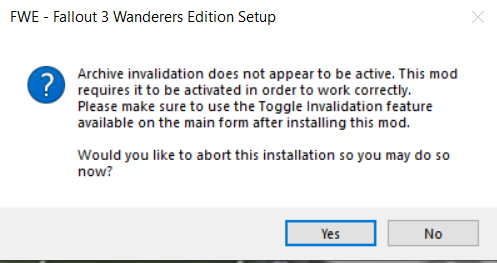 FWE - Fallout 3 Wanderers Edition Setup
Archive invalidation does not appear to be active. This mod
requires it to be activated in order to work correctly.
Please make sure to use the Toggle Invalidation feature
available on the main form after installing this mod.
Would you like to abort this installation so you may do so
now?
Yes
No